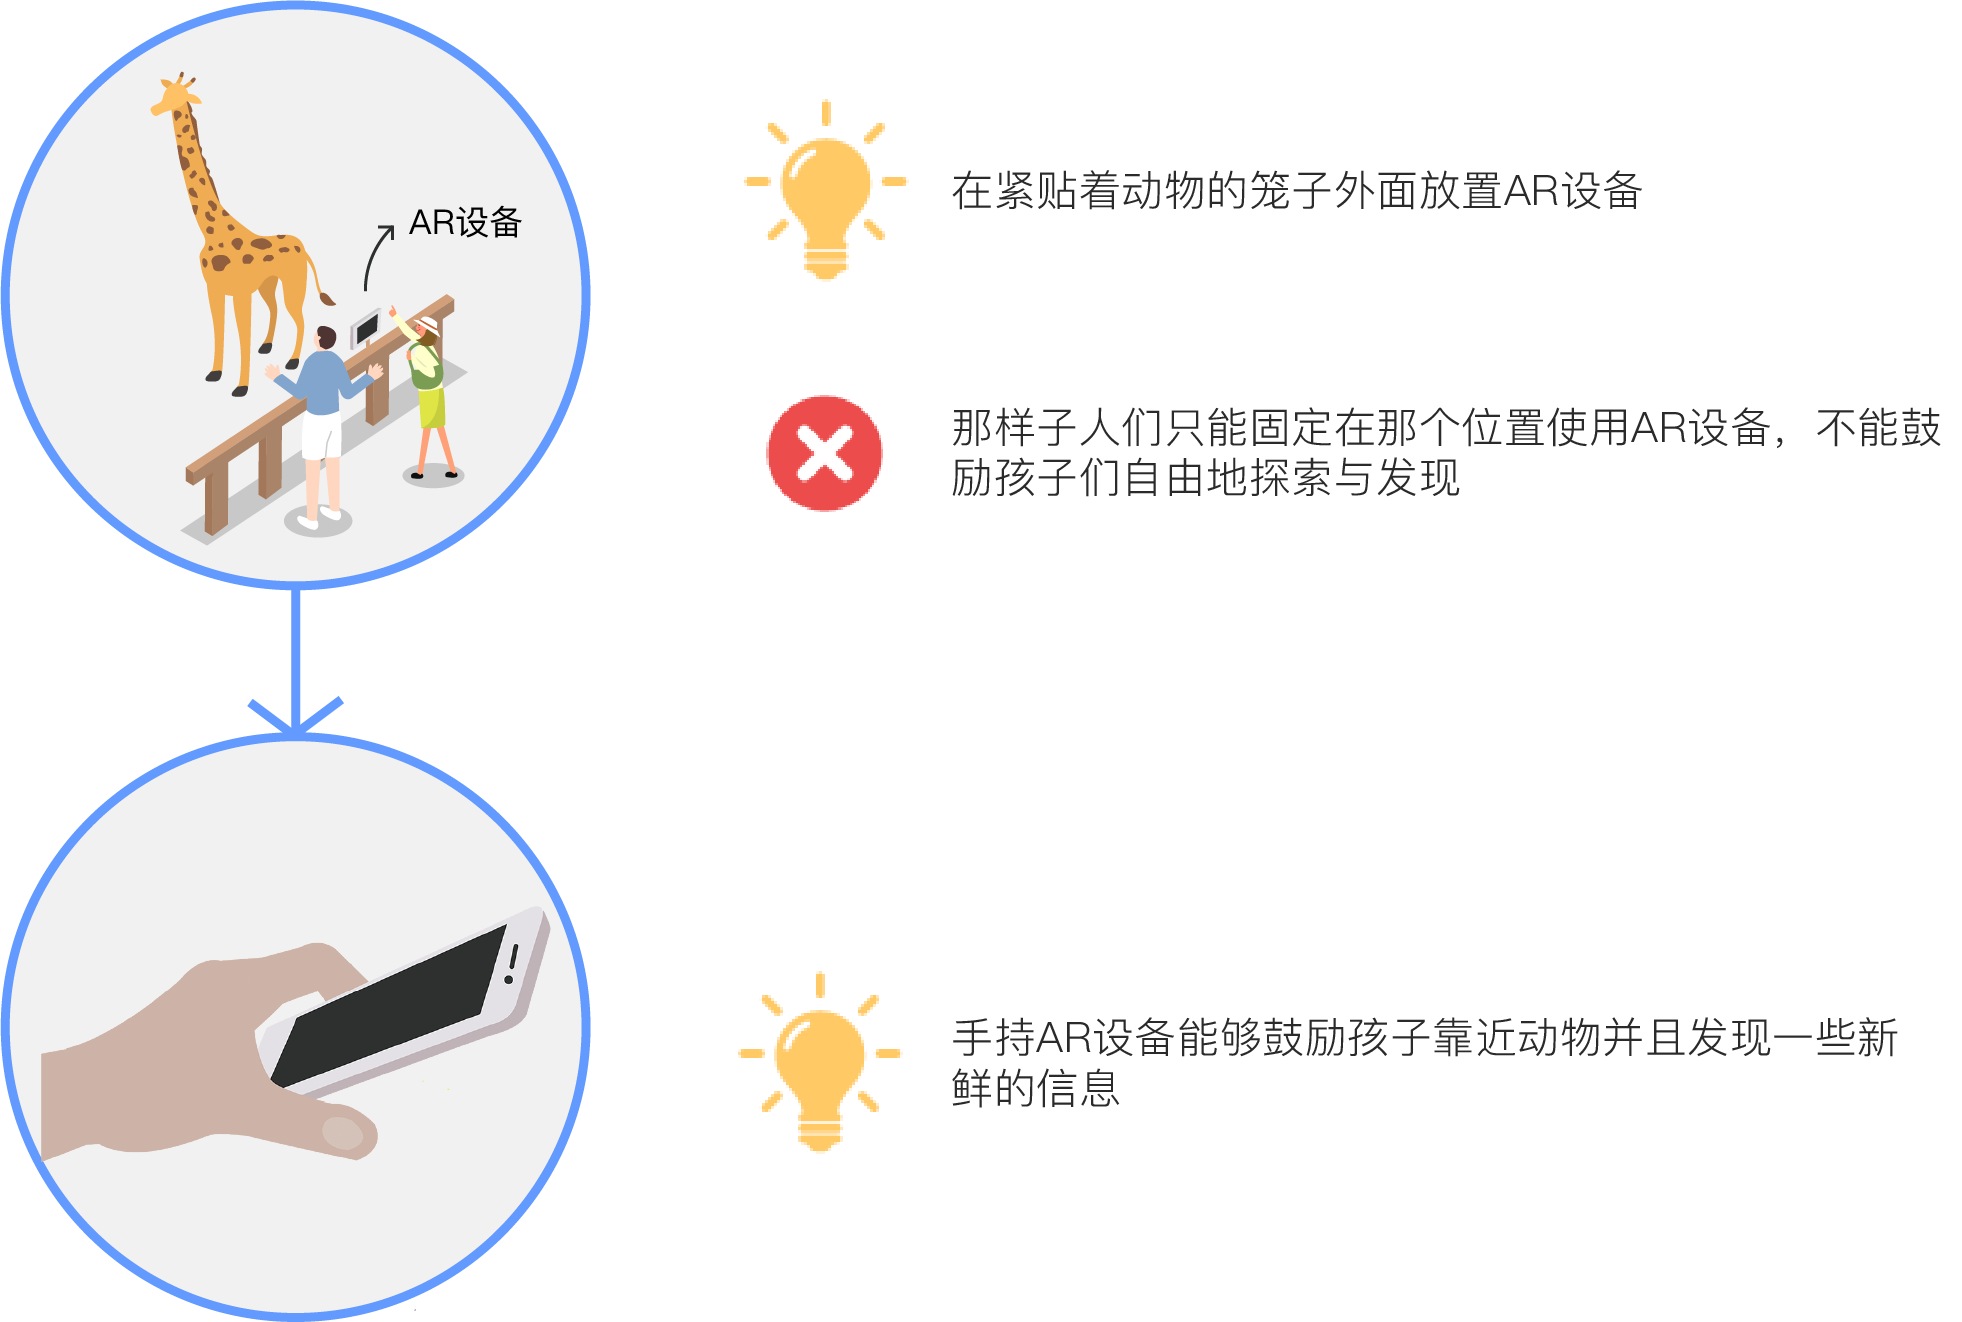 AR设备
在紧贴着动物的笼子外面放置AR设备
那样子人们只能固定在那个位置使用AR设备，不能鼓
励孩子们自由地探索与发现
手持AR设备能够鼓励孩子靠近动物并且发现一些新
鲜的信息